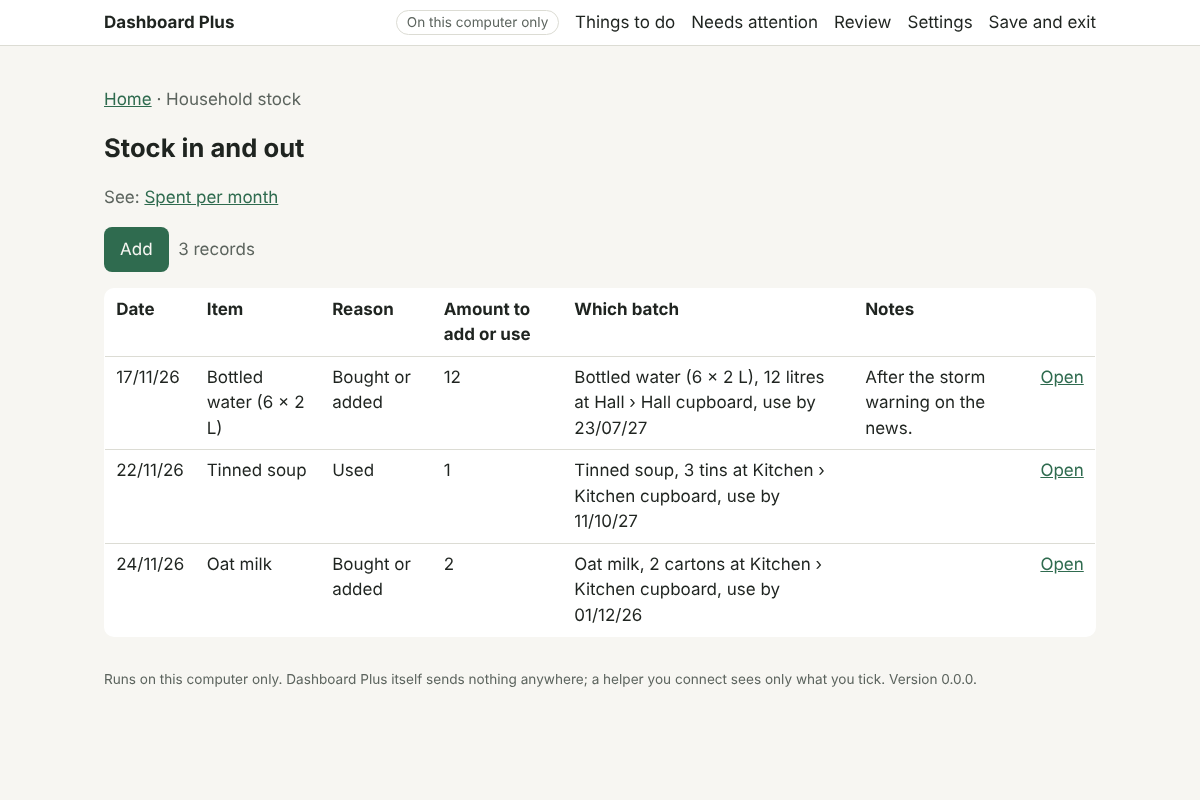 Dashboard Plus
On this computer only
Things to do
Needs attention
Review
Settings
Save and exit
Home · Household stock
Stock in and out
See: Spent per month
Add
3 records
Date
Item
Reason
Amount to
add or use
Which batch
Notes
17/11/26
Bottled
water (6 × 2
L)
Bought or
added
12
Bottled water (6 × 2 L), 12 litres
at Hall › Hall cupboard, use by
23/07/27
After the storm
warning on the
news.
Open
22/11/26
Tinned soup
Used
1
Tinned soup, 3 tins at Kitchen ›
Kitchen cupboard, use by
11/10/27
Open
24/11/26
Oat milk
Bought or
added
2
Oat milk, 2 cartons at Kitchen ›
Kitchen cupboard, use by
01/12/26
Open
Runs on this computer only. Dashboard Plus itself sends nothing anywhere; a helper you connect sees only what you tick. Version 0.0.0.